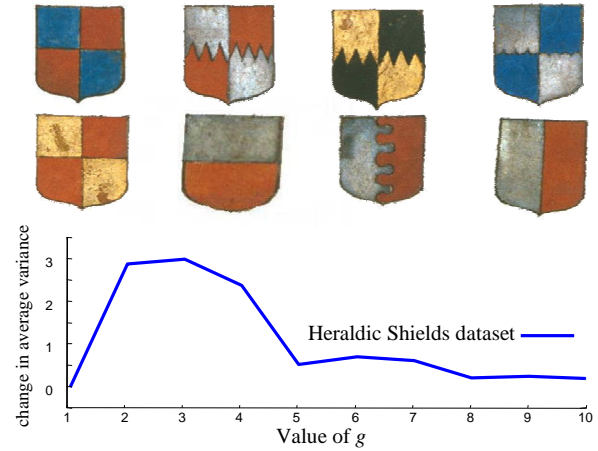 change in average variance
3
2
1
0
Heraldic Shields dataset
1 2 3 4 5 6 7 8 9 10
Value of g